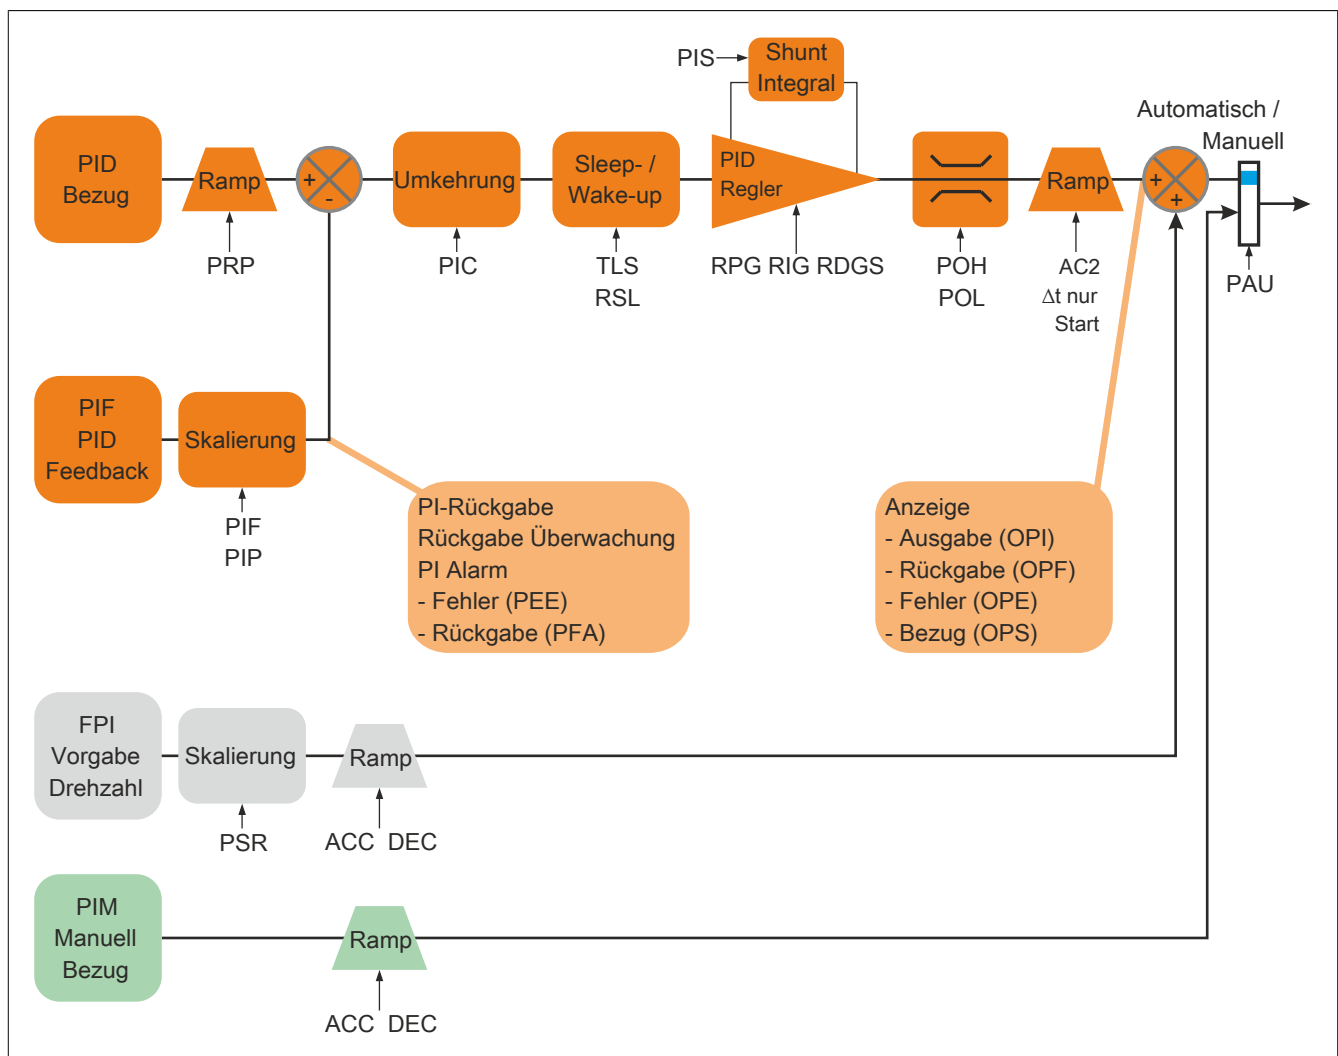 PIS
Shunt
Integral
Automatisch /
Manuell
PID
Bezug
Ramp
+
-
Umkehrung
Sleep- /
Wake-up
PID
Regler
Ramp
+
+
PRP
PIC
TLS
RSL
RPG RIG RDGS
POH
POL
AC2
Δt nur
Start
PAU
PIF
PID
Feedback
Skalierung
PIF
PIP
PI-Rückgabe
Rückgabe Überwachung
PI Alarm
- Fehler (PEE)
- Rückgabe (PFA)
Anzeige
- Ausgabe (OPI)
- Rückgabe (OPF)
- Fehler (OPE)
- Bezug (OPS)
FPI
Vorgabe
Drehzahl
Skalierung
Ramp
PSR
ACC DEC
PIM
Manuell
Bezug
Ramp
ACC DEC